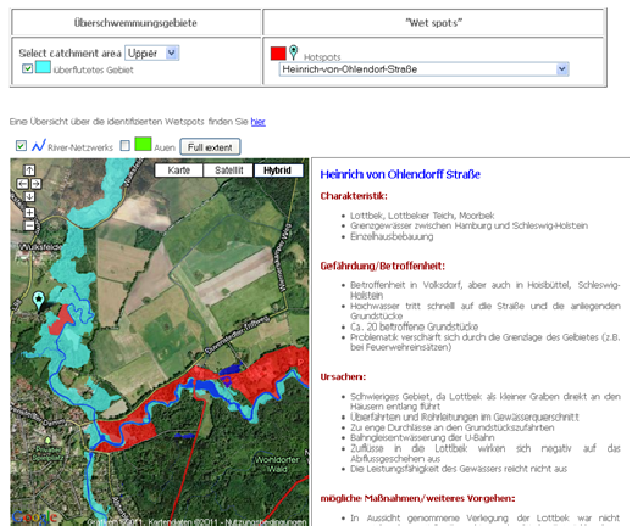 Überschwemmungsgebiete
"Wet spots"
Select catchment area Upper
überflutetes Gebiet
Hotspots
Heinrich-von-Ohlendorf-Straße
Eine Übersicht über die identifizierten Wetspots finden Sie hier
River-Netzwerks Auen Full extent
Karte Satellit Hybrid
Wulksfelde
Wohldorfer
Wald
Google
Grafiken ©2011, Kartendaten ©2011 - Nutzungsbedingungen
Heinrich von Ohlendorff Straße
Charakteristik:
Lottbek, Lottbeker Teich, Moorbek
Grenzgewässer zwischen Hamburg und Schleswig-Holstein
Einzelhausbebauung
Gefährdung/Betroffenheit:
Betroffenheit in Volksdorf, aber auch in Hoisbüttel, Schleswig-
Holstein
Hochwasser tritt schnell auf die Straße und die anliegenden
Grundstücke
Ca. 20 betroffene Grundstücke
Problematik verschärft sich durch die Grenzlage des Gebietes (z.B.
bei Feuerwehreinsätzen)
Ursachen:
Schwieriges Gebiet, da Lottbek als kleiner Graben direkt an den
Häusern entlang führt
Überfahrten und Rohrleitungen im Gewässerquerschnitt
Zu enge Durchlässe an den Grundstückszufahrten
Bahngleisentwässerung der U-Bahn
Zuflüsse in die Lottbek wirken sich negativ auf das
Abflussgeschehen aus
Die Leistungsfähigkeit des Gewässers reicht nicht aus
mögliche Maßnahmen/weiteres Vorgehen:
In Aussicht genommene Verlegung der Lottbek war nicht